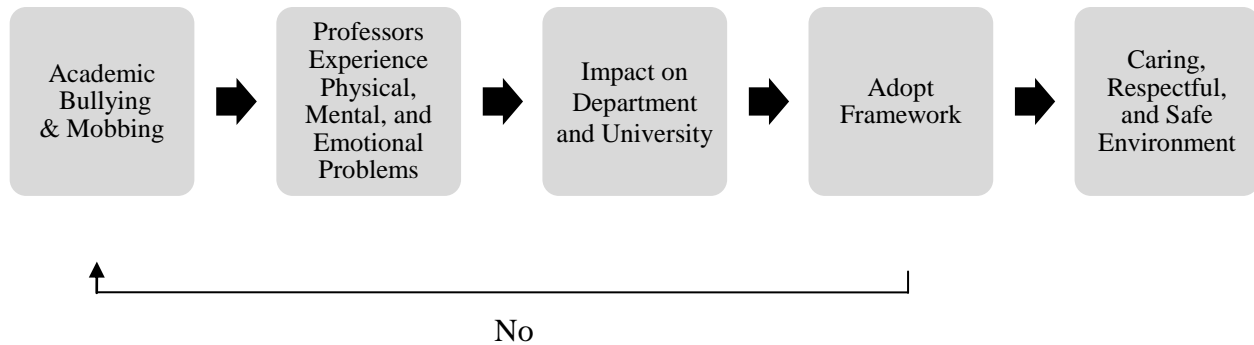 Academic
Bullying
& Mobbing
Professors
Experience
Physical,
Mental, and
Emotional
Problems
Impact on
Department
and University
Adopt
Framework
Caring,
Respectful,
and Safe
Environment
No